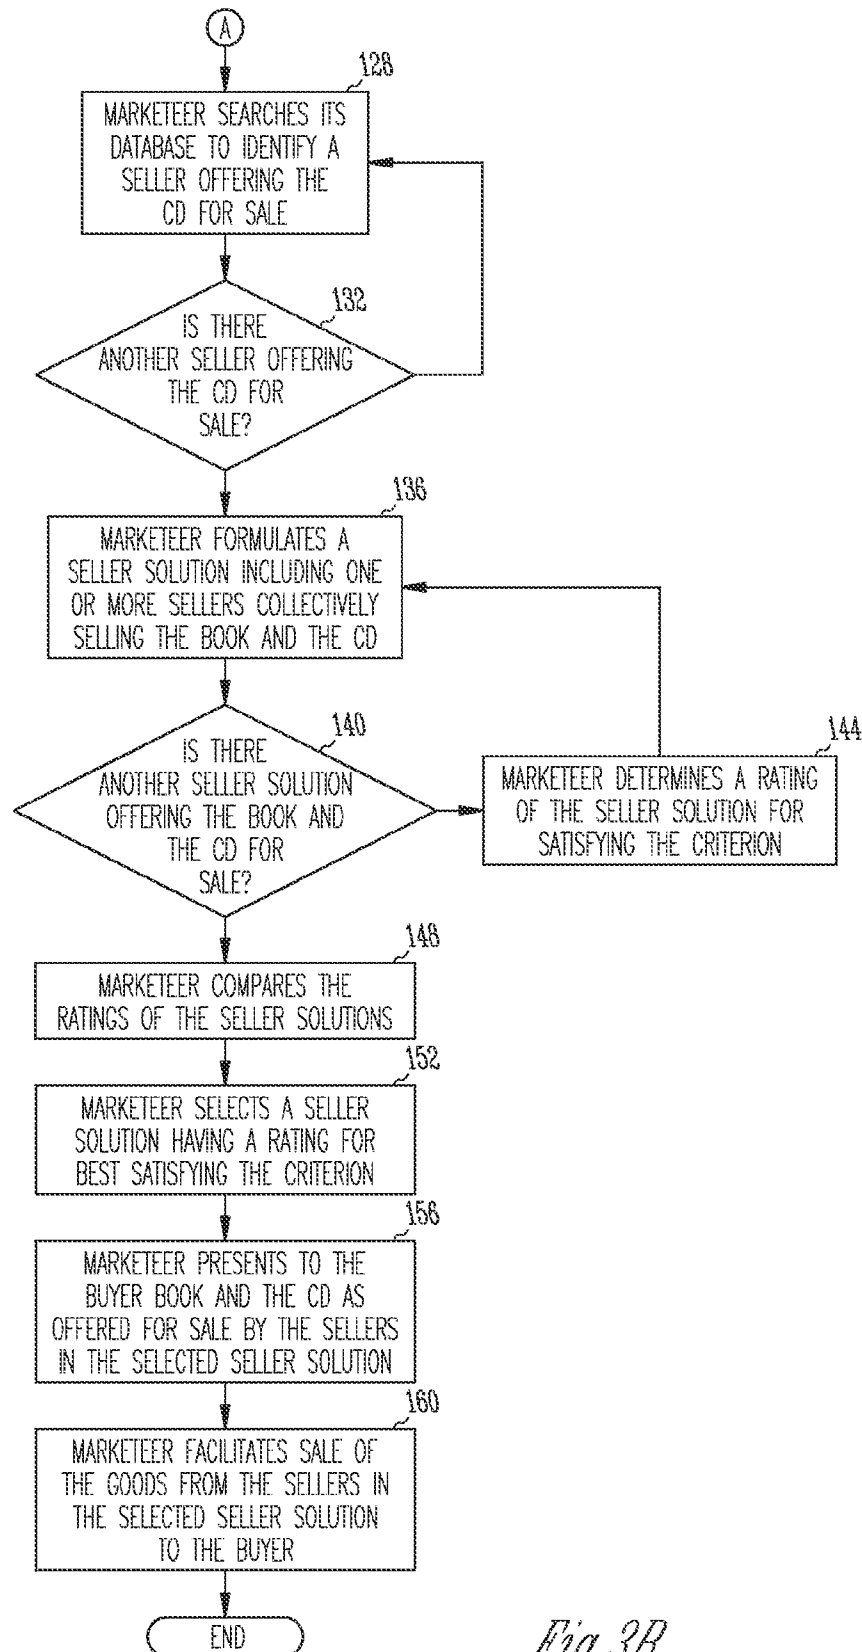 A
128
MARKETEER SEARCHES ITS
DATABASE TO IDENTIFY A
SELLER OFFERING THE
CD FOR SALE
132
IS THERE
ANOTHER SELLER OFFERING
THE CD FOR
SALE?
136
MARKETEER FORMULATES A
SELLER SOLUTION INCLUDING ONE
OR MORE SELLERS COLLECTIVELY
SELLING THE BOOK AND THE CD
140
IS THERE
ANOTHER SELLER SOLUTION
OFFERING THE BOOK AND
THE CD FOR
SALE?
144
MARKETEER DETERMINES A RATING
OF THE SELLER SOLUTION FOR
SATISFYING THE CRITERION
148
MARKETEER COMPARES THE
RATINGS OF THE SELLER SOLUTIONS
152
MARKETEER SELECTS A SELLER
SOLUTION HAVING A RATING FOR
BEST SATISFYING THE CRITERION
156
MARKETEER PRESENTS TO THE
BUYER BOOK AND THE CD AS
OFFERED FOR SALE BY THE SELLERS
IN THE SELECTED SELLER SOLUTION
160
MARKETEER FACILITATES SALE OF
THE GOODS FROM THE SELLERS IN
THE SELECTED SELLER SOLUTION
TO THE BUYER
END
Fig. 3B